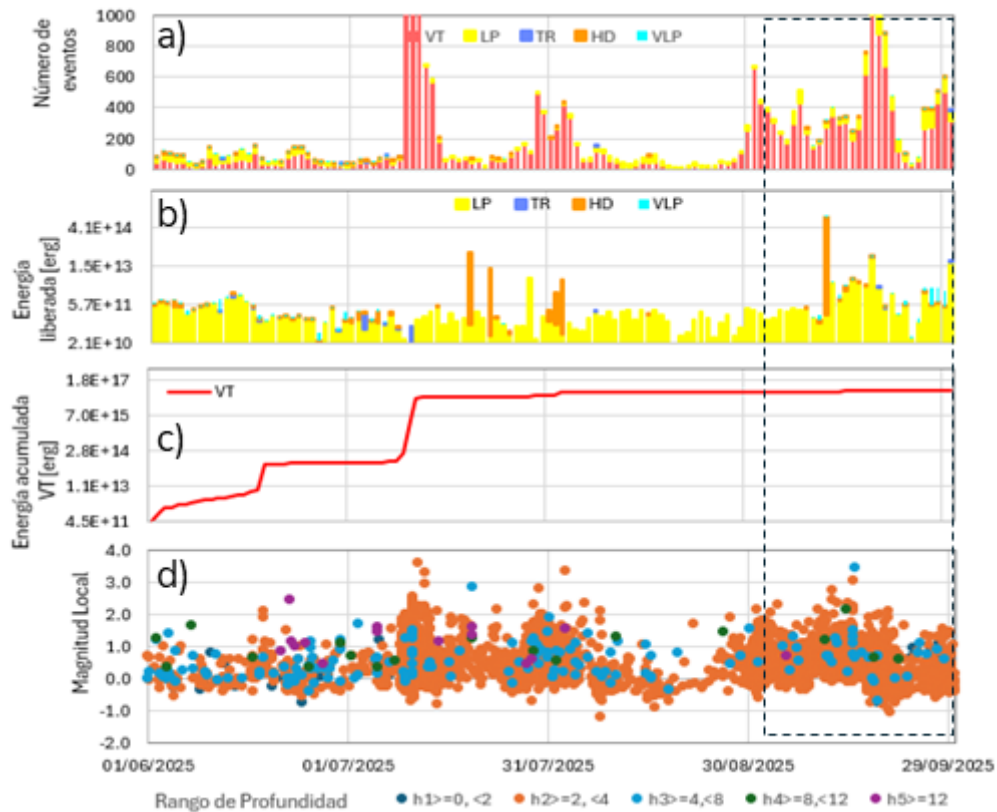 a)
Número de
eventos
1000
800
600
400
200
0
VT LP TR HD VLP
b)
Energía
liberada [erg]
LP TR HD VLP
4.1E+14
1.5E+13
5.7E+11
2.1E+10
c)
Energía acumulada
VT [erg]
VT
1.8E+17
7.0E+15
2.8E+14
1.1E+13
4.5E+11
d)
Magnitud Local
4.0
3.0
2.0
1.0
0.0
-1.0
-2.0
01/06/2025 01/07/2025 31/07/2025 30/08/2025 29/09/2025
Rango de Profundidad h1>=0, <2 h2>=2, <4 h3>=4,<8 h4>=8,<12 h5>=12